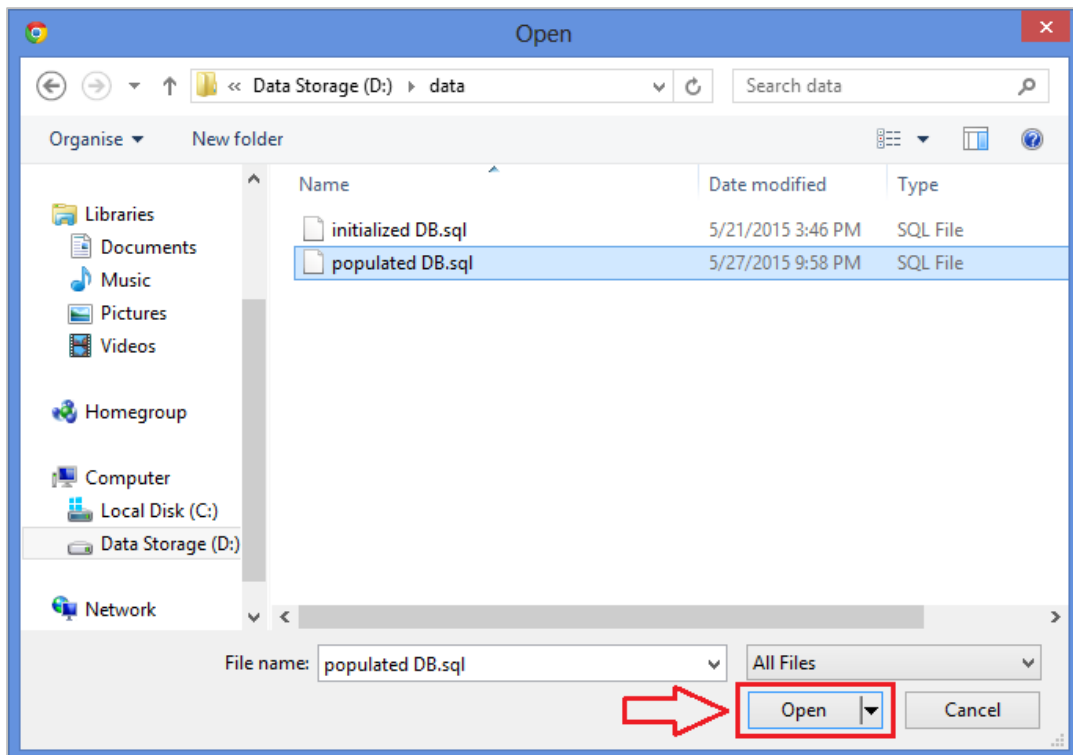 Open
« Data Storage (D:) data
Search data
Organise New folder
Name Date modified Type
Libraries
Documents
Music
Pictures
Videos
Homegroup
Computer
Local Disk (C:)
Data Storage (D:)
Network
initialized DB.sql 5/21/2015 3:46 PM SQL File
populated DB.sql 5/27/2015 9:58 PM SQL File
File name: populated DB.sql All Files
Open Cancel